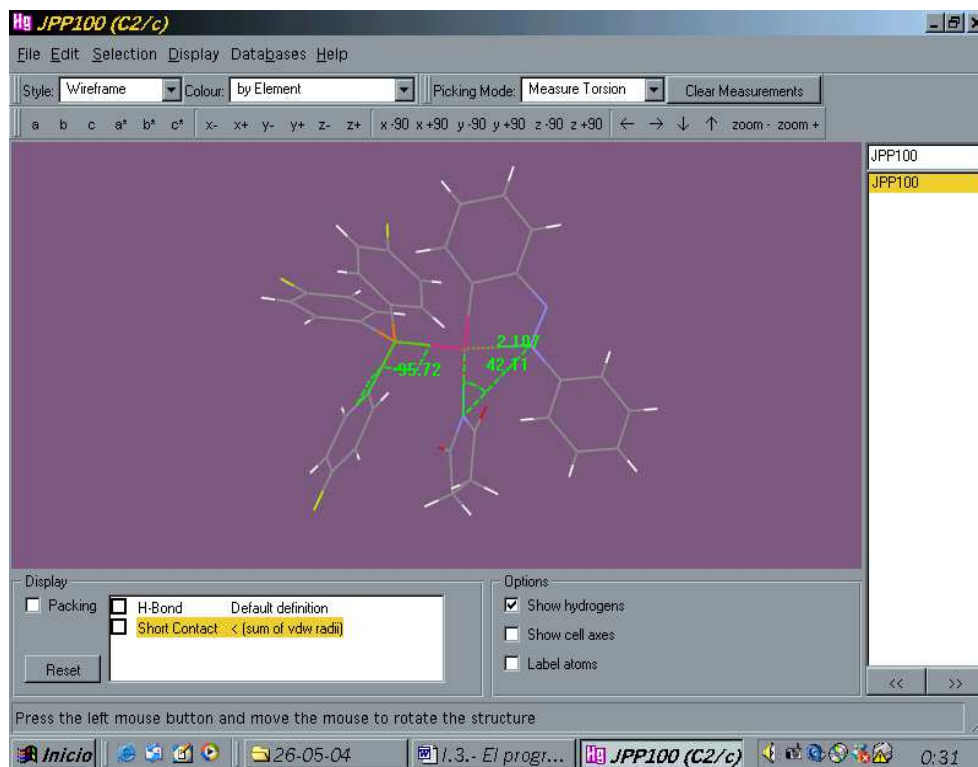 Hg JPP100 (C2/c)
File Edit Selection Display Databases Help
Style: Wireframe Colour: by Element Picking Mode: Measure Torsion Clear Measurements
a b c a* b* c* x- x+ y- y+ z- z+ x-90 x+90 y-90 y+90 z-90 z+90 ← → ↓ ↑ zoom- zoom+
JPP100
JPP100
2.107
-95.72 42.11
Display
Packing
H-Bond Default definition
Short Contact < (sum of vdw radii)
Reset
Options
Show hydrogens
Show cell axes
Label atoms
<< >>
Press the left mouse button and move the mouse to rotate the structure
Inicio 26-05-04 I.3.- El progr... Hg JPP100 (C2/c) 0:31